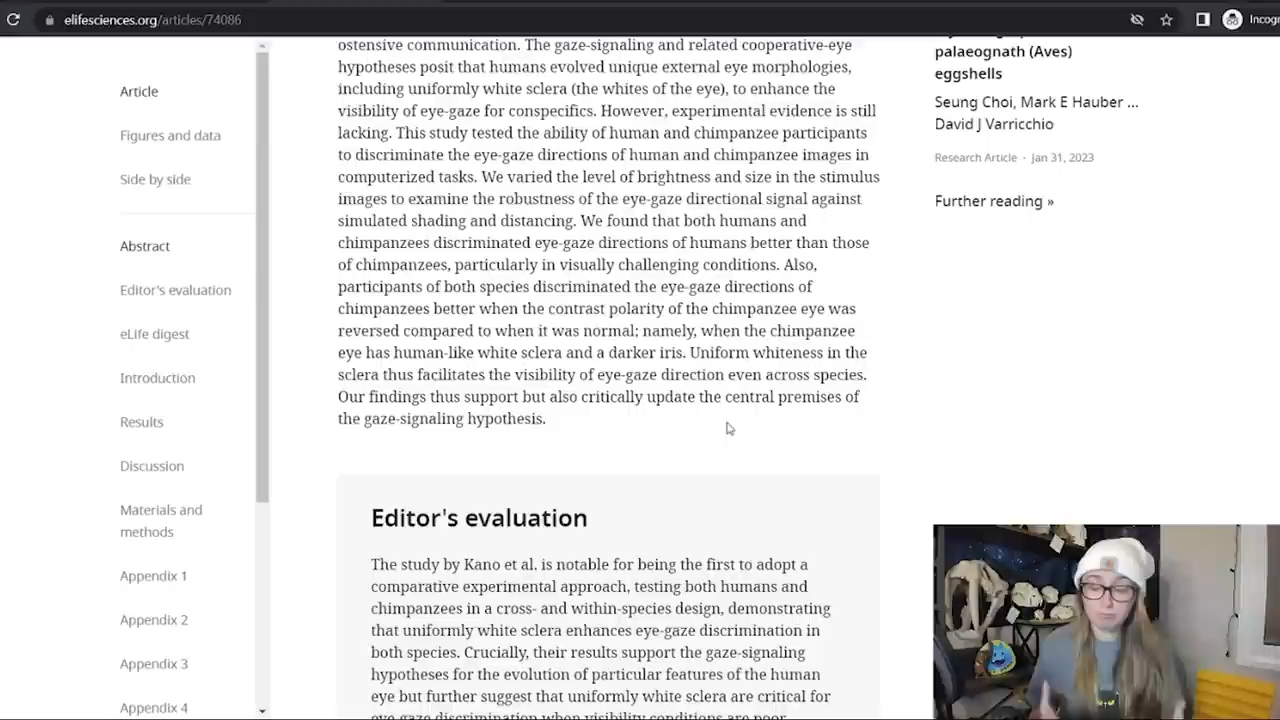 elifesciences.org/articles/74086
Incogn
Article
Figures and data
Side by side
Abstract
Editor's evaluation
eLife digest
Introduction
Results
Discussion
Materials and
methods
Appendix 1
Appendix 2
Appendix 3
Appendix 4
ostensive communication. The gaze-signaling and related cooperative-eye
hypotheses posit that humans evolved unique external eye morphologies,
including uniformly white sclera (the whites of the eye), to enhance the
visibility of eye-gaze for conspecifics. However, experimental evidence is still
lacking. This study tested the ability of human and chimpanzee participants
to discriminate the eye-gaze directions of human and chimpanzee images in
computerized tasks. We varied the level of brightness and size in the stimulus
images to examine the robustness of the eye-gaze directional signal against
simulated shading and distancing. We found that both humans and
chimpanzees discriminated eye-gaze directions of humans better than those
of chimpanzees, particularly in visually challenging conditions. Also,
participants of both species discriminated the eye-gaze directions of
chimpanzees better when the contrast polarity of the chimpanzee eye was
reversed compared to when it was normal; namely, when the chimpanzee
eye has human-like white sclera and a darker iris. Uniform whiteness in the
sclera thus facilitates the visibility of eye-gaze direction even across species.
Our findings thus support but also critically update the central premises of
the gaze-signaling hypothesis.
Editor's evaluation
The study by Kano et al. is notable for being the first to adopt a
comparative experimental approach, testing both humans and
chimpanzees in a cross- and within-species design, demonstrating
that uniformly white sclera enhances eye-gaze discrimination in
both species. Crucially, their results support the gaze-signaling
hypotheses for the evolution of particular features of the human
eye but further suggest that uniformly white sclera are critical for
eye-gaze discrimination when visibility conditions are poor
palaeognath (Aves)
eggshells
Seung Choi, Mark E Hauber ...
David J Varricchio
Research Article · Jan 31, 2023
Further reading »